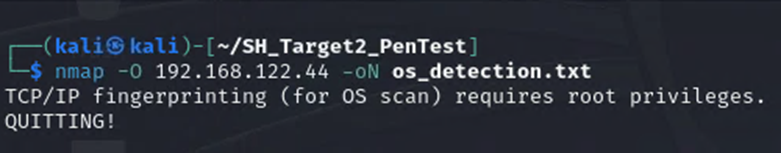 ┌──(kali㉿kali)-[~/SH_Target2_PenTest]
└─$ nmap -O 192.168.122.44 -oN os_detection.txt
TCP/IP fingerprinting (for OS scan) requires root privileges.
QUITTING!